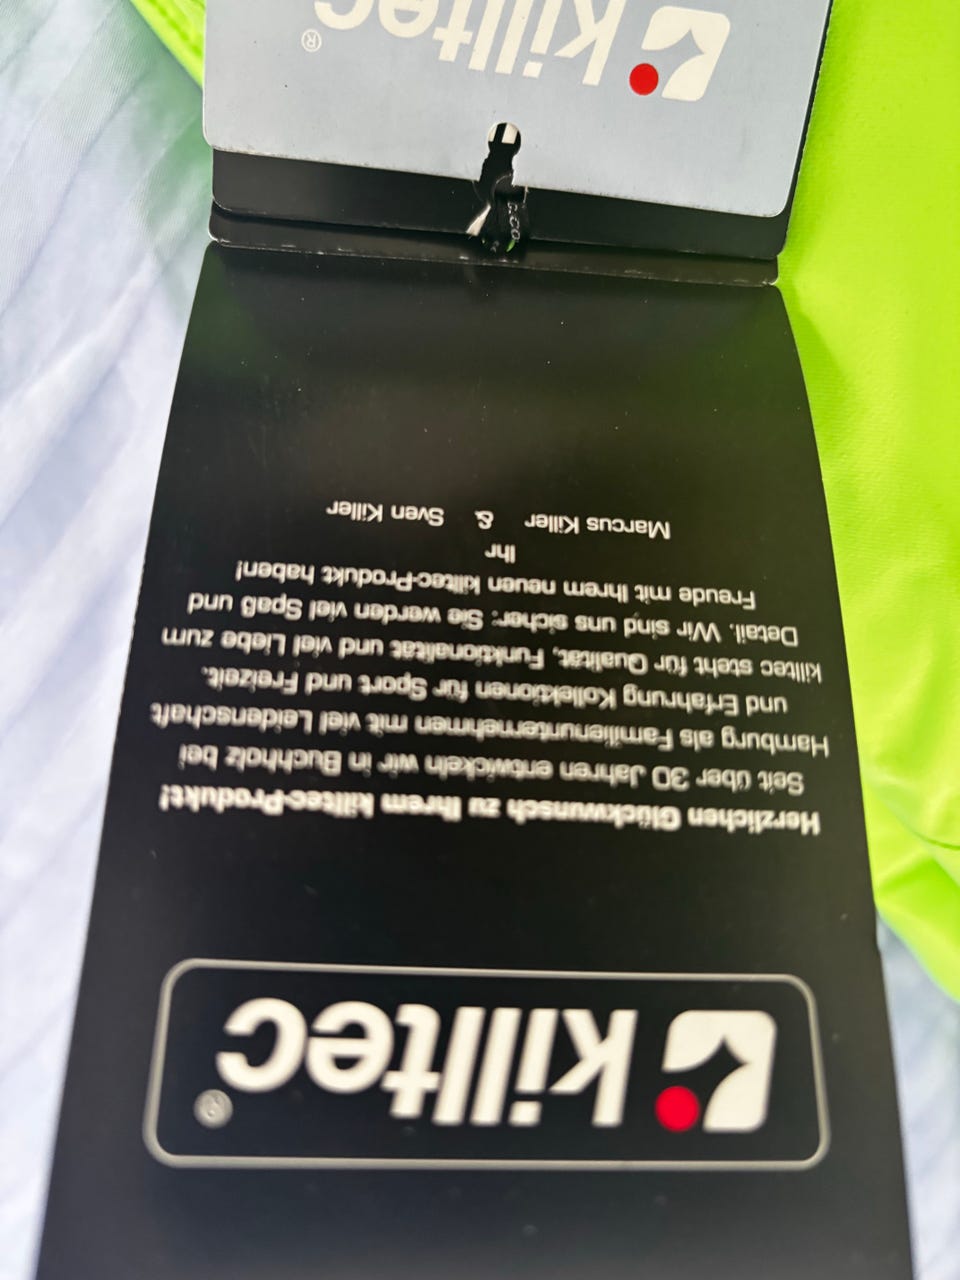 killtec®
Herzlichen Glückwunsch zu Ihrem killtec-Produkt!
Seit über 30 Jahren entwickeln wir in Buchholz bei
Hamburg als Familienunternehmen mit viel Leidenschaft
und Erfahrung Kollektionen für Sport und Freizeit.
killtec steht für Qualität, Funktionalität und viel Liebe zum
Detail. Wir sind uns sicher: Sie werden viel Spaß und
Freude mit Ihrem neuen killtec-Produkt haben!
Ihr
Marcus Killer & Sven Killer
killtec®